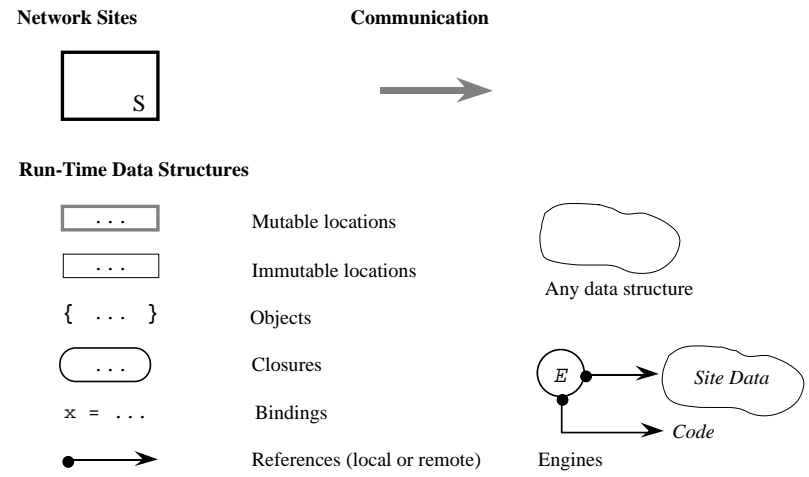 Network Sites
Communication
S
Run-Time Data Structures
...
Mutable locations
...
Immutable locations
Any data structure
{ ... }
Objects
...
Closures
E
Site Data
x = ...
Bindings
Code
References (local or remote)
Engines